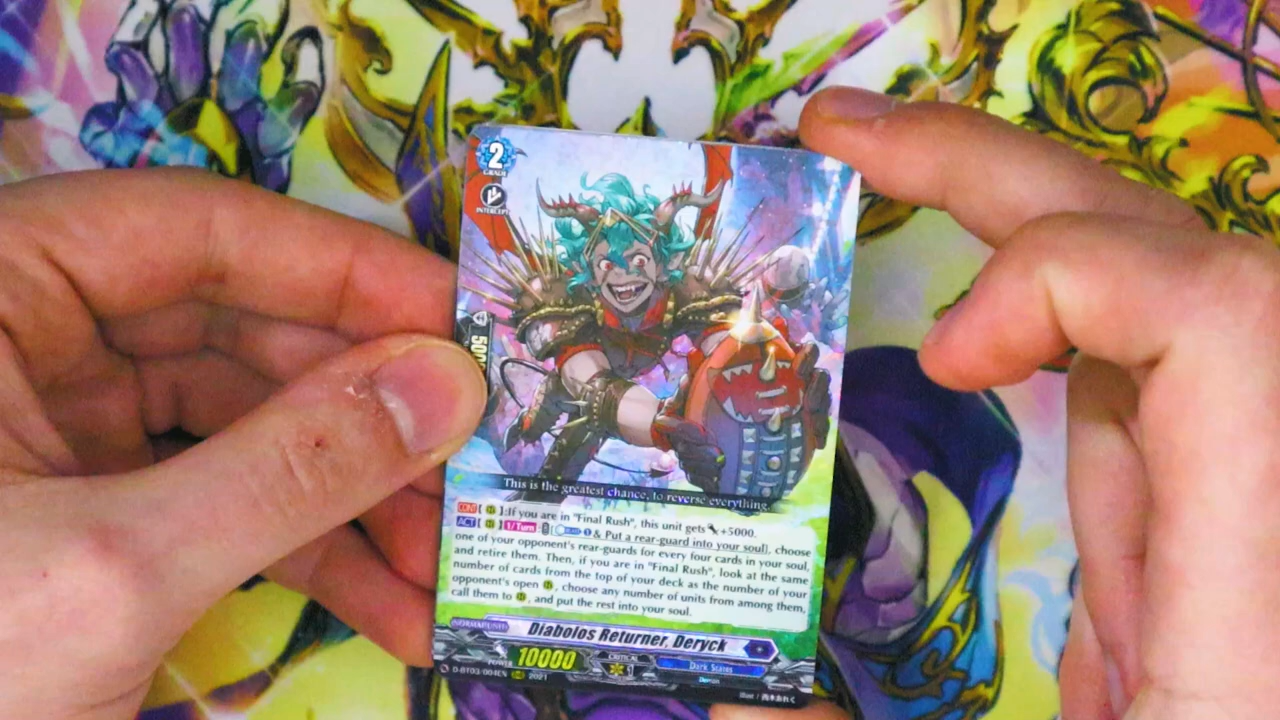 2
GRADE
INTERCEPT
500
This is the greatest chance, to reverse everything.
CONT[ ]:If you are in "Final Rush", this unit gets +5000.
ACT[ ]1/Turn:[ & Put a rear-guard into your soul], choose
one of your opponent's rear-guards for every four cards in your soul,
and retire them. Then, if you are in "Final Rush", look at the same
number of cards from the top of your deck as the number of your
opponent's open , choose any number of units from among them,
call them to , and put the rest into your soul.
NORMAL UNIT
Diabolos Returner, Deryck
POWER 10000 CRITICAL 1 Dark States
Demon
D-BT03/004EN RRR 2021
Illust /